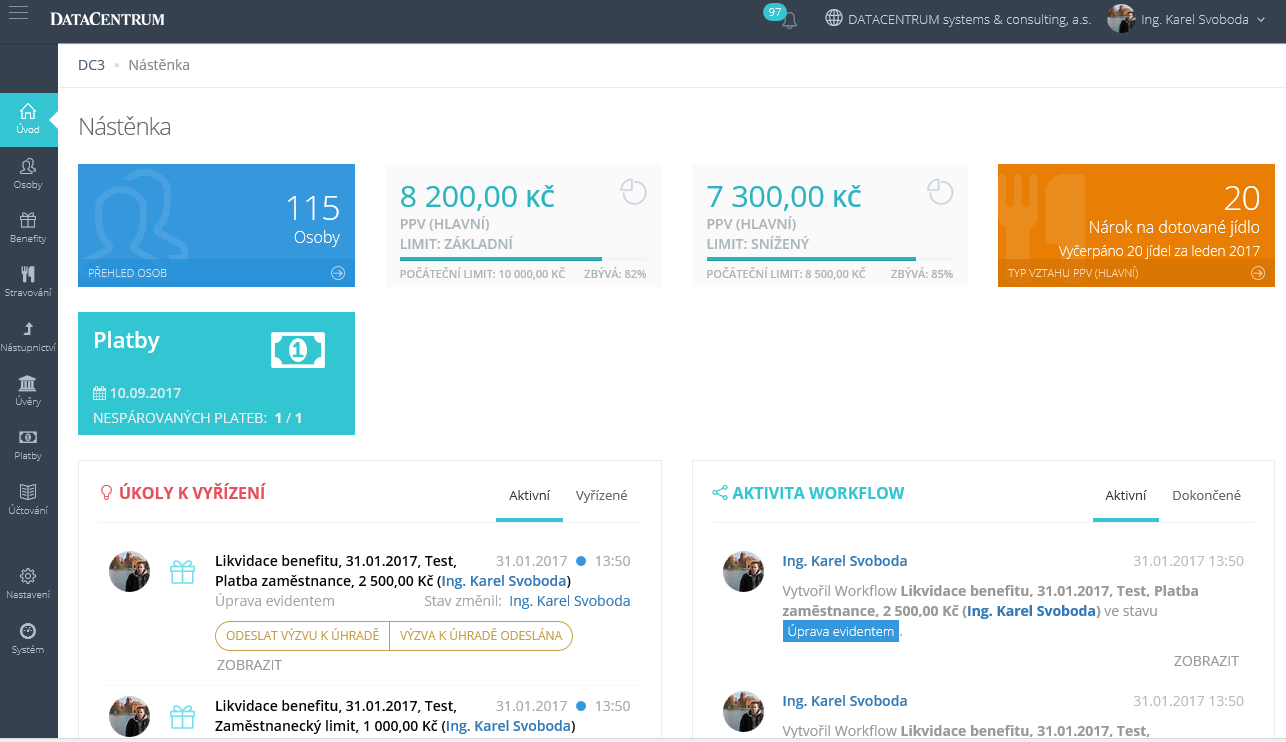 DATACENTRUM
97
DATACENTRUM systems & consulting, a.s.
Ing. Karel Svoboda
DC3 • Nástěnka
Úvod
Osoby
Benefity
Stravování
Nástupnictví
Úvěry
Platby
Účtování
Nastavení
Systém
Nástěnka
115
Osoby
PŘEHLED OSOB
8 200,00 KČ
PPV (HLAVNÍ)
LIMIT: ZÁKLADNÍ
POČÁTEČNÍ LIMIT: 10 000,00 KČ ZBÝVÁ: 82%
7 300,00 KČ
PPV (HLAVNÍ)
LIMIT: SNÍŽENÝ
POČÁTEČNÍ LIMIT: 8 500,00 KČ ZBÝVÁ: 85%
20
Nárok na dotované jídlo
Vyčerpáno 20 jídel za leden 2017
TYP VZTAHU PPV (HLAVNÍ)
Platby
1
10.09.2017
NESPÁROVANÝCH PLATEB: 1 / 1
ÚKOLY K VYŘÍZENÍ
Aktivní Vyřízené
Likvidace benefitu, 31.01.2017, Test, 31.01.2017 13:50
Platba zaměstnance, 2 500,00 Kč (Ing. Karel Svoboda)
Úprava evidentem Stav změnil: Ing. Karel Svoboda
ODESLAT VÝZVU K ÚHRADĚ VÝZVA K ÚHRADĚ ODESLÁNA
ZOBRAZIT
Likvidace benefitu, 31.01.2017, Test, 31.01.2017 13:50
Zaměstnanecký limit, 1 000,00 Kč (Ing. Karel Svoboda)
AKTIVITA WORKFLOW
Aktivní Dokončené
Ing. Karel Svoboda 31.01.2017 13:50
Vytvořil Workflow Likvidace benefitu, 31.01.2017, Test, Platba
zaměstnance, 2 500,00 Kč (Ing. Karel Svoboda) ve stavu
Úprava evidentem.
ZOBRAZIT
Ing. Karel Svoboda 31.01.2017 13:50
Vytvořil Workflow Likvidace benefitu, 31.01.2017, Test,